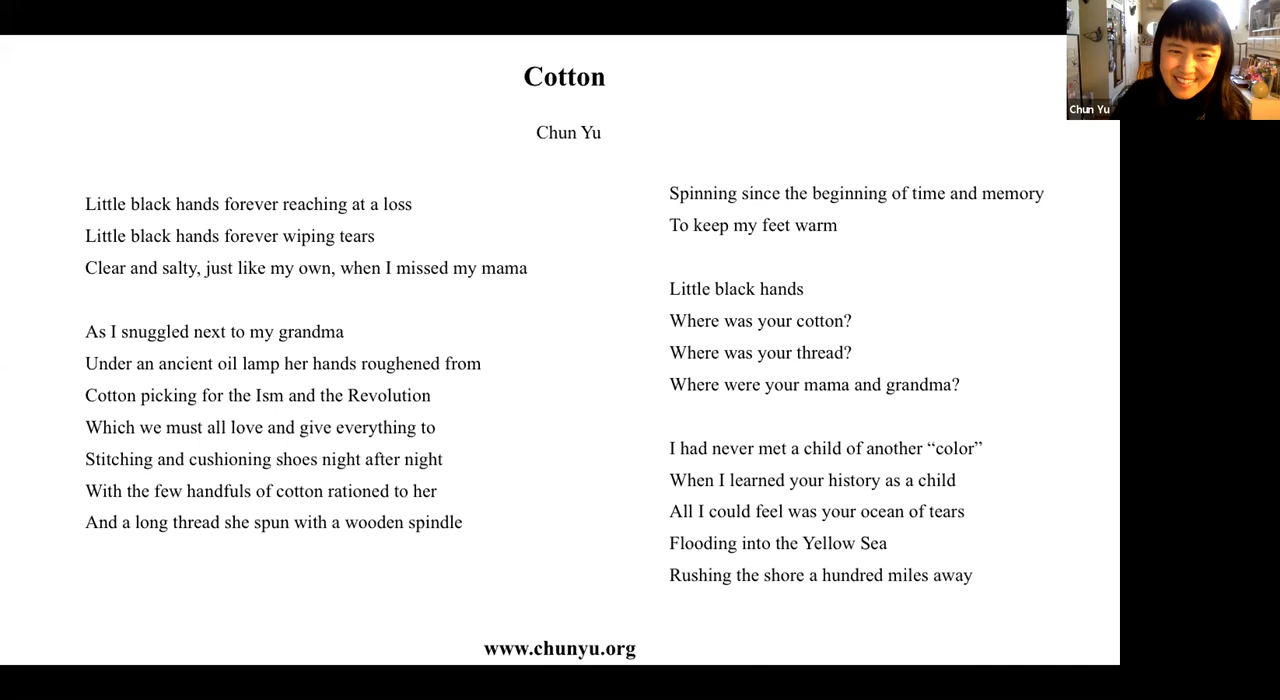 Cotton
Chun Yu
Little black hands forever reaching at a loss
Little black hands forever wiping tears
Clear and salty, just like my own, when I missed my mama
As I snuggled next to my grandma
Under an ancient oil lamp her hands roughened from
Cotton picking for the Ism and the Revolution
Which we must all love and give everything to
Stitching and cushioning shoes night after night
With the few handfuls of cotton rationed to her
And a long thread she spun with a wooden spindle
Spinning since the beginning of time and memory
To keep my feet warm
Little black hands
Where was your cotton?
Where was your thread?
Where were your mama and grandma?
I had never met a child of another “color”
When I learned your history as a child
All I could feel was your ocean of tears
Flooding into the Yellow Sea
Rushing the shore a hundred miles away
www.chunyu.org
Chun Yu